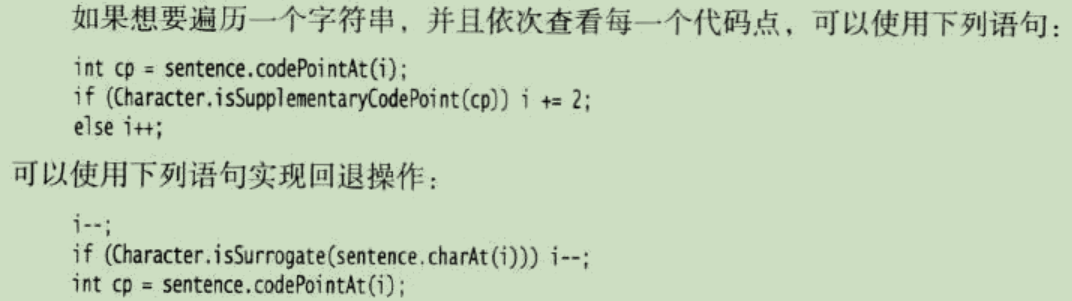 如果想要遍历一个字符串，并且依次查看每一个代码点，可以使用下列语句：
int cp = sentence.codePointAt(i);
if (Character.isSupplementaryCodePoint(cp)) i += 2;
else i++;
可以使用下列语句实现回退操作：
i--;
if (Character.isSurrogate(sentence.charAt(i))) i--;
int cp = sentence.codePointAt(i);